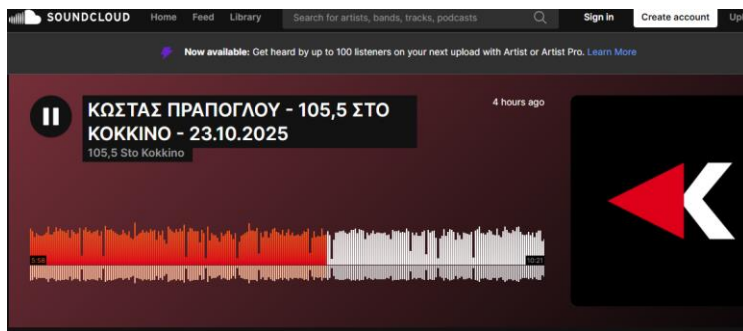 SOUNDCLOUD Home Feed Library Search for artists, bands, tracks, podcasts Sign in Create account
Now available: Get heard by up to 100 listeners on your next upload with Artist or Artist Pro. Learn More
ΚΩΣΤΑΣ ΠΡΑΠΟΓΛΟΥ - 105,5 ΣΤΟ
ΚΟΚΚΙΝΟ - 23.10.2025
4 hours ago
105,5 Sto Kokkino
5:56 10:21